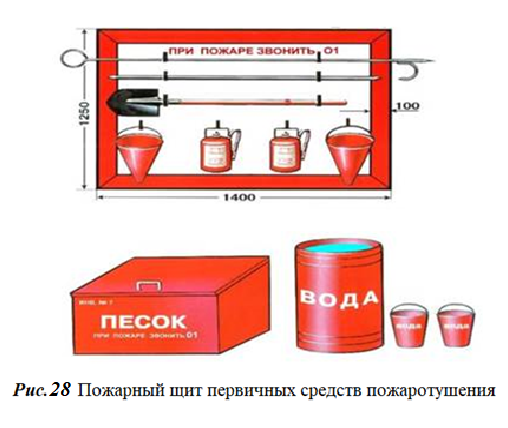 ПРИ ПОЖАРЕ ЗВОНИТЬ 01
1250
100
1400
ПЕСОК
ПРИ ПОЖАРЕ ЗВОНИТЬ 01
ВОДА
ВОДА
ВОДА
Рис.28 Пожарный щит первичных средств пожаротушения